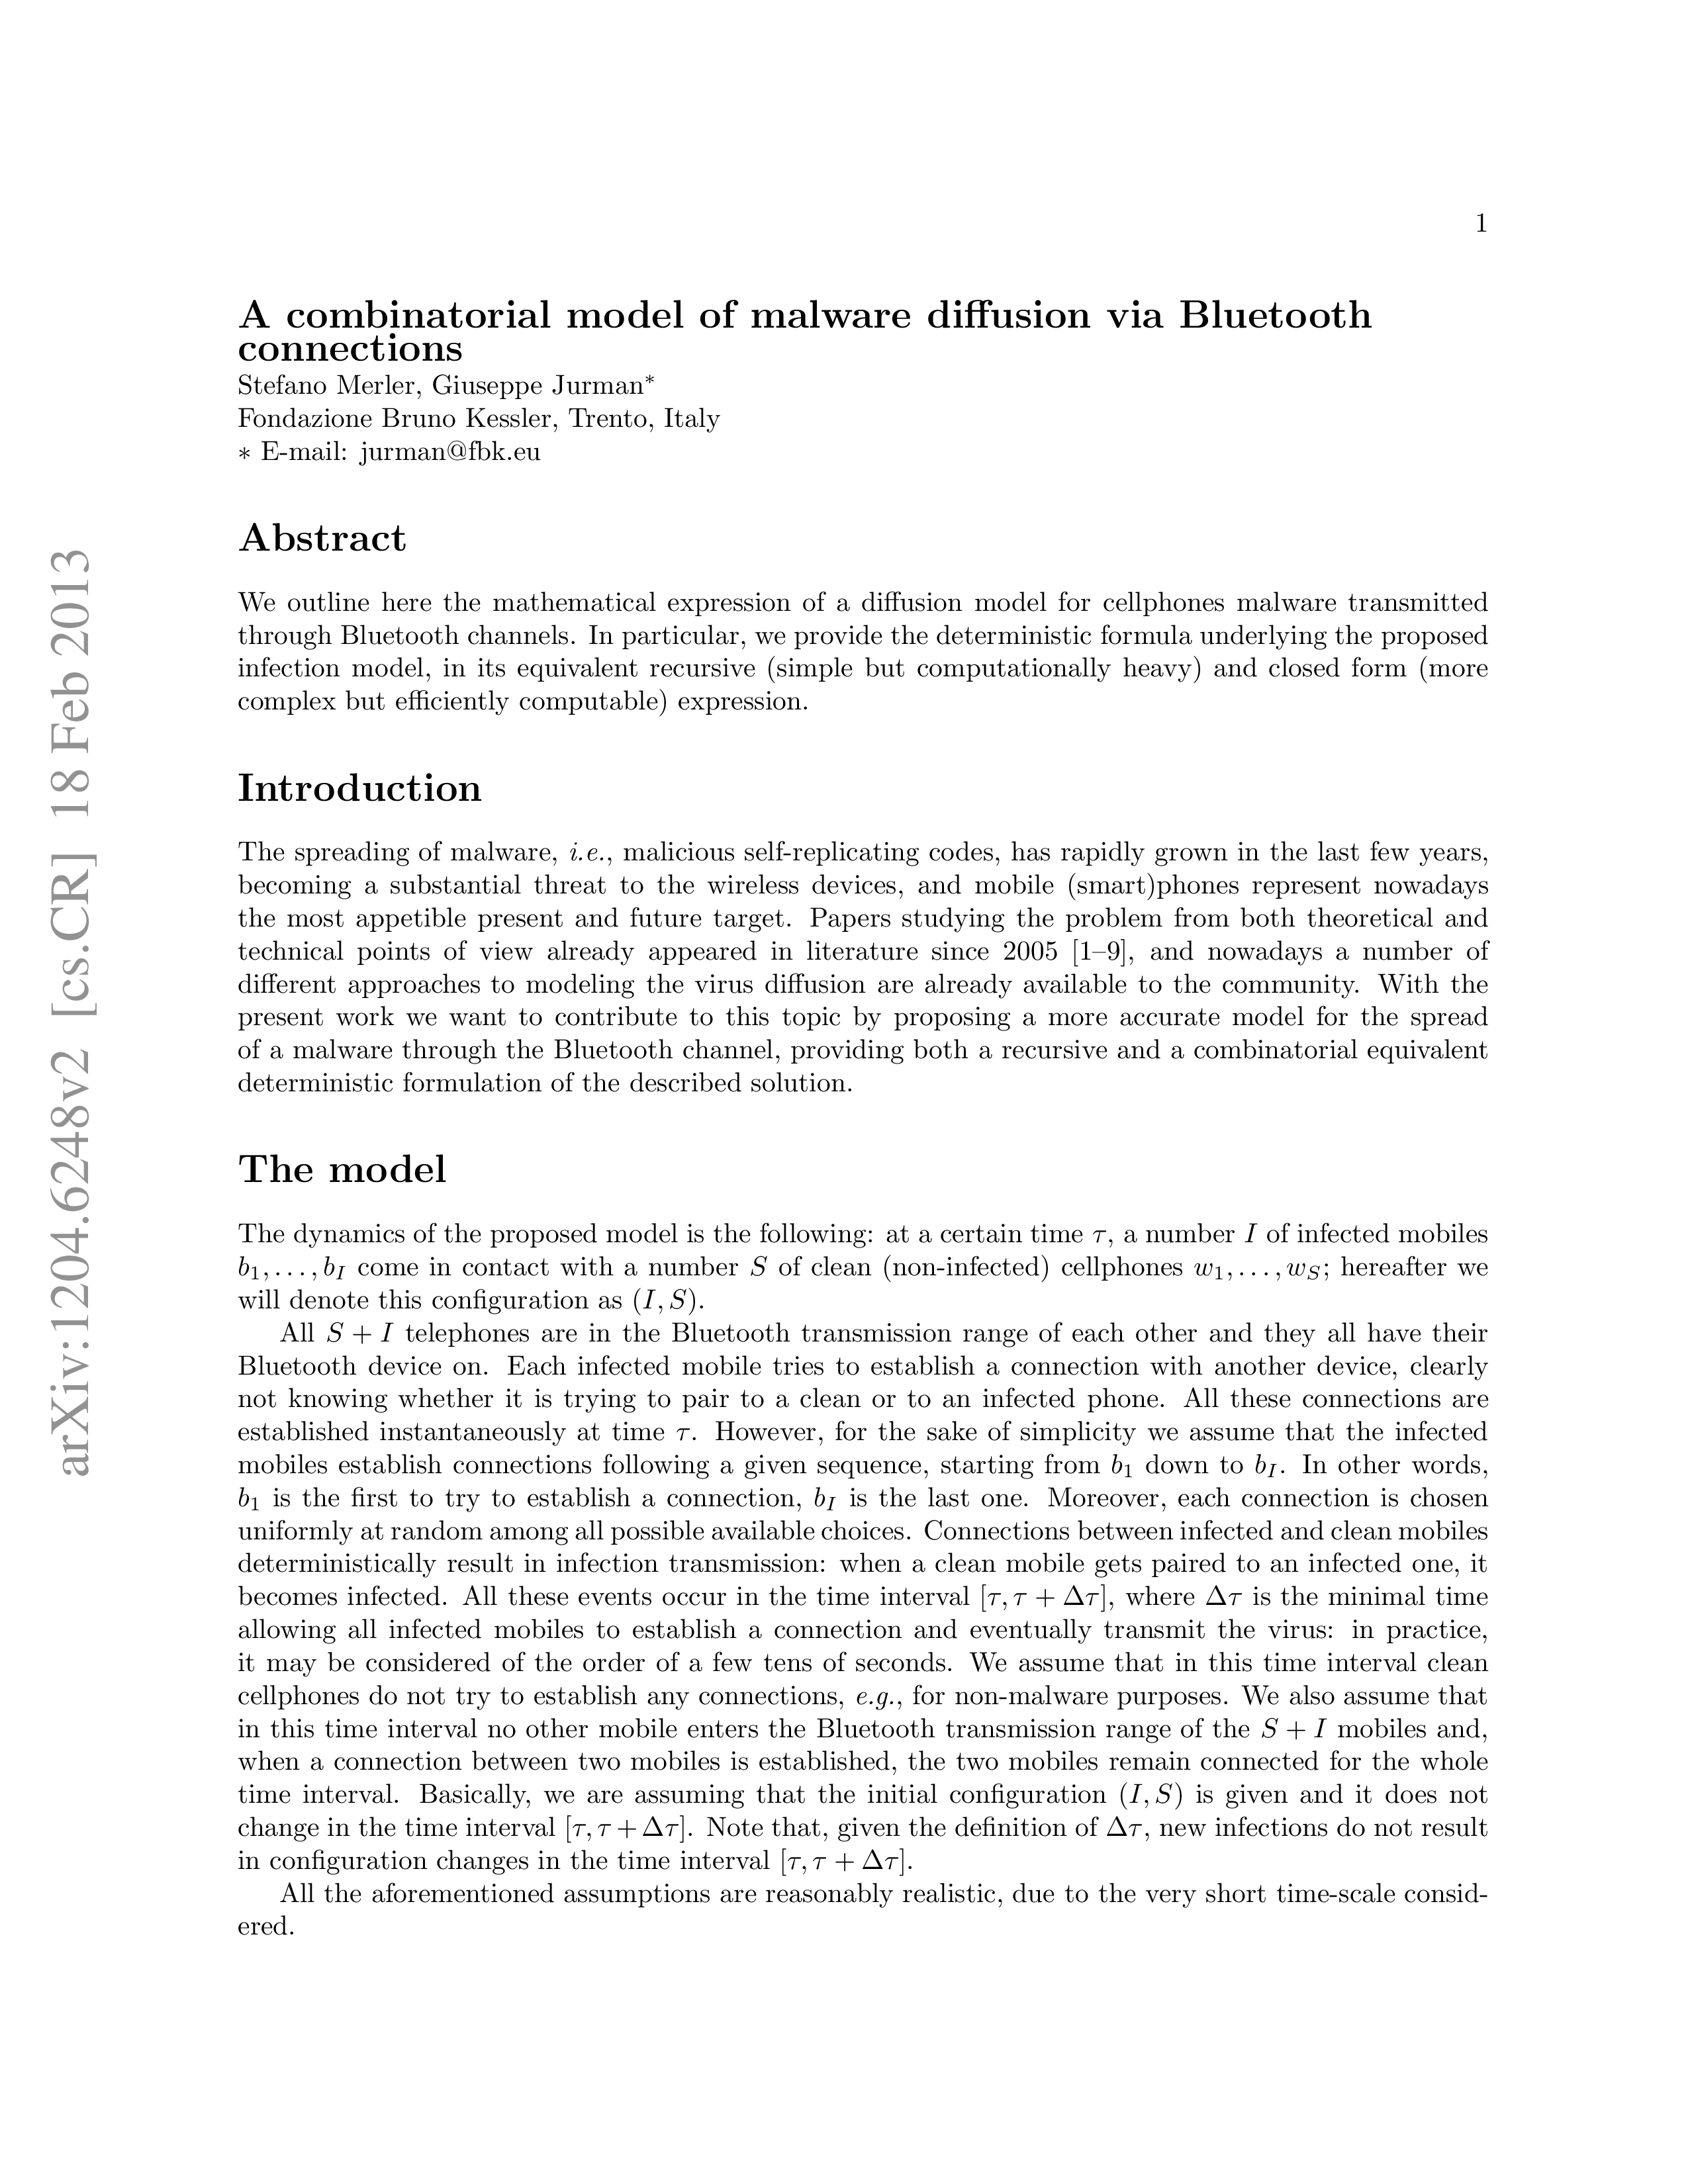 1
A combinatorial model of malware diffusion via Bluetooth
connections
Stefano Merler, Giuseppe Jurman∗
Fondazione Bruno Kessler, Trento, Italy
∗ E-mail: jurman@fbk.eu
Abstract
We outline here the mathematical expression of a diffusion model for cellphones malware transmitted
through Bluetooth channels. In particular, we provide the deterministic formula underlying the proposed
infection model, in its equivalent recursive (simple but computationally heavy) and closed form (more
complex but efficiently computable) expression.
Introduction
The spreading of malware, i.e., malicious self-replicating codes, has rapidly grown in the last few years,
becoming a substantial threat to the wireless devices, and mobile (smart)phones represent nowadays
the most appetible present and future target. Papers studying the problem from both theoretical and
technical points of view already appeared in literature since 2005 [1–9], and nowadays a number of
different approaches to modeling the virus diffusion are already available to the community. With the
present work we want to contribute to this topic by proposing a more accurate model for the spread
of a malware through the Bluetooth channel, providing both a recursive and a combinatorial equivalent
deterministic formulation of the described solution.
The model
The dynamics of the proposed model is the following: at a certain time τ, a number I of infected mobiles
b₁, . . . , b_I come in contact with a number S of clean (non-infected) cellphones w₁, . . . , w_S; hereafter we
will denote this configuration as (I, S).
All S + I telephones are in the Bluetooth transmission range of each other and they all have their
Bluetooth device on. Each infected mobile tries to establish a connection with another device, clearly
not knowing whether it is trying to pair to a clean or to an infected phone. All these connections are
established instantaneously at time τ. However, for the sake of simplicity we assume that the infected
mobiles establish connections following a given sequence, starting from b₁ down to b_I. In other words,
b₁ is the first to try to establish a connection, b_I is the last one. Moreover, each connection is chosen
uniformly at random among all possible available choices. Connections between infected and clean mobiles
deterministically result in infection transmission: when a clean mobile gets paired to an infected one, it
becomes infected. All these events occur in the time interval [τ, τ + Δτ], where Δτ is the minimal time
allowing all infected mobiles to establish a connection and eventually transmit the virus: in practice,
it may be considered of the order of a few tens of seconds. We assume that in this time interval clean
cellphones do not try to establish any connections, e.g., for non-malware purposes. We also assume that
in this time interval no other mobile enters the Bluetooth transmission range of the S + I mobiles and,
when a connection between two mobiles is established, the two mobiles remain connected for the whole
time interval. Basically, we are assuming that the initial configuration (I, S) is given and it does not
change in the time interval [τ, τ + Δτ]. Note that, given the definition of Δτ, new infections do not result
in configuration changes in the time interval [τ, τ + Δτ].
All the aforementioned assumptions are reasonably realistic, due to the very short time-scale consid-
ered.
arXiv:1204.6248v2 [cs.CR] 18 Feb 2013